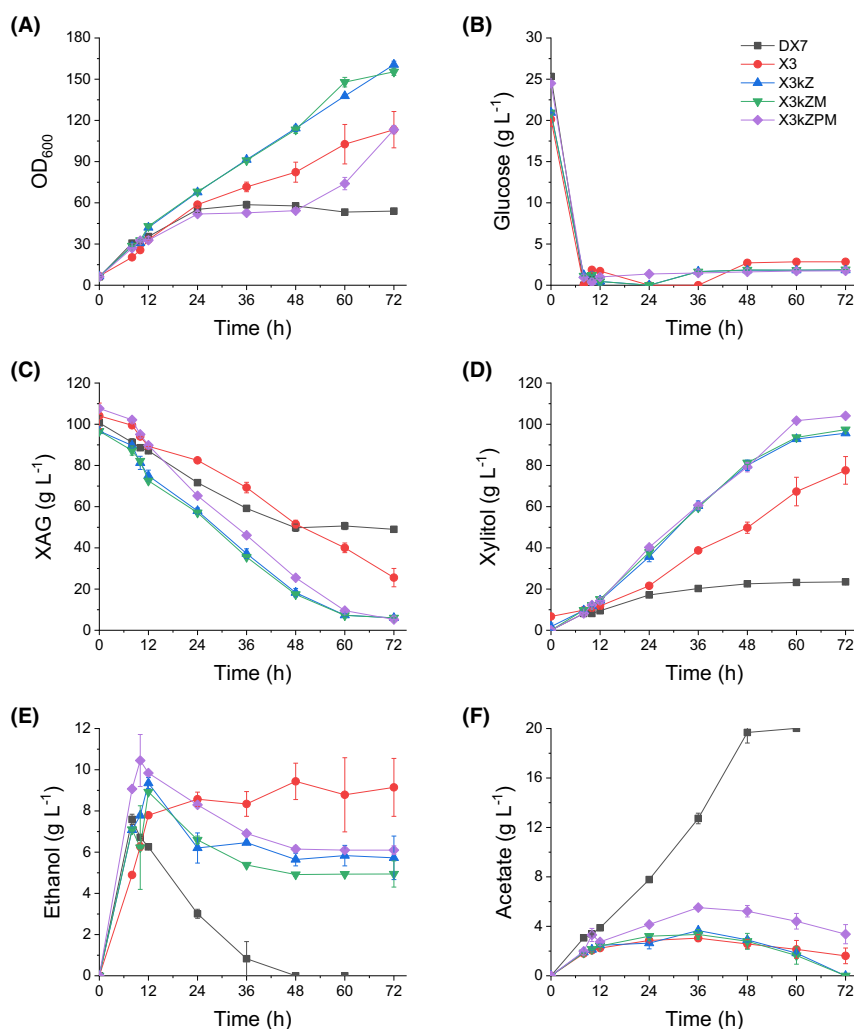 (A)
180
150
120
90
60
30
0
OD600
0 12 24 36 48 60 72
Time (h)
(B)
30
25
20
15
10
5
0
Glucose (g L⁻¹)
DX7
X3
X3kZ
X3kZM
X3kZPM
0 12 24 36 48 60 72
Time (h)
(C)
120
100
80
60
40
20
0
XAG (g L⁻¹)
0 12 24 36 48 60 72
Time (h)
(D)
120
100
80
60
40
20
0
Xylitol (g L⁻¹)
0 12 24 36 48 60 72
Time (h)
(E)
12
10
8
6
4
2
0
Ethanol (g L⁻¹)
0 12 24 36 48 60 72
Time (h)
(F)
20
16
12
8
4
0
Acetate (g L⁻¹)
0 12 24 36 48 60 72
Time (h)